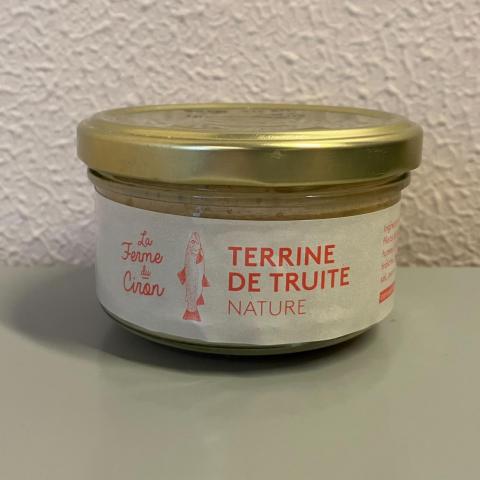 La
Ferme
du
Ciron
TERRINE
DE TRUITE
NATURE